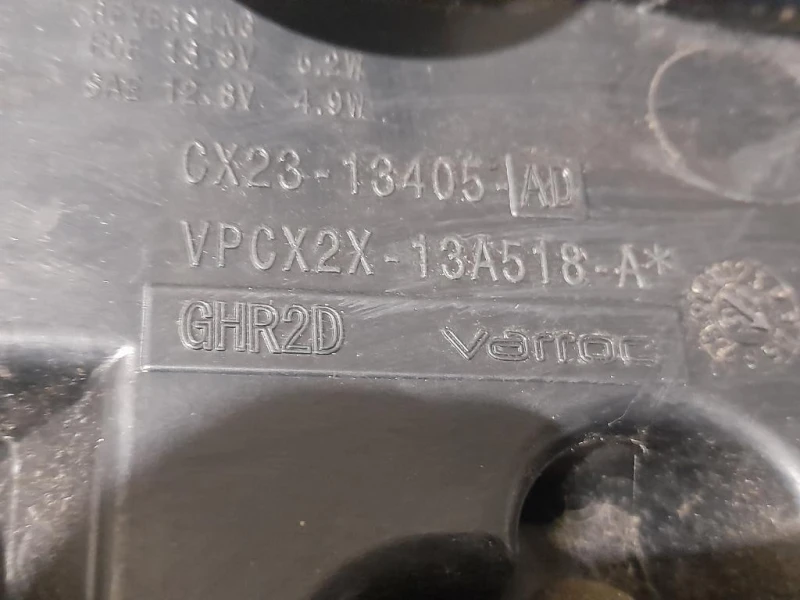 ECE 13.5V 6.2W
SAE 12.8V 4.9W
CX23-13405-AD
VPCX2X-13A518-A*
GHR2D varroc